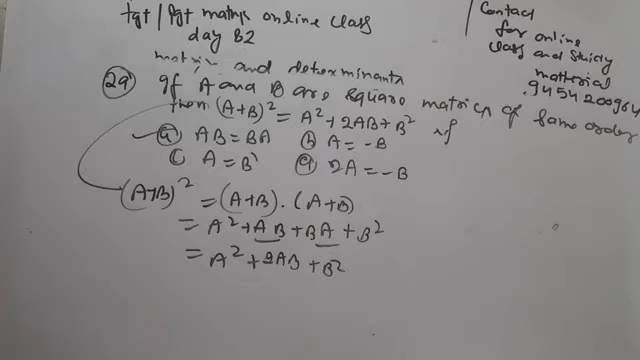 tgt / Pgt maths online class
day 82
Contact
for online
class and study
matterial
.9454200964
matrix and determinants
(29) If A and B are square matrices of same order
then (A+B)² = A²+2AB+B² if
(a) AB=BA (b) A=-B
(c A=B' (d) 2A=-B
(A+B)² = (A+B).(A+B)
= A²+AB+BA+B²
= A²+2AB+B²